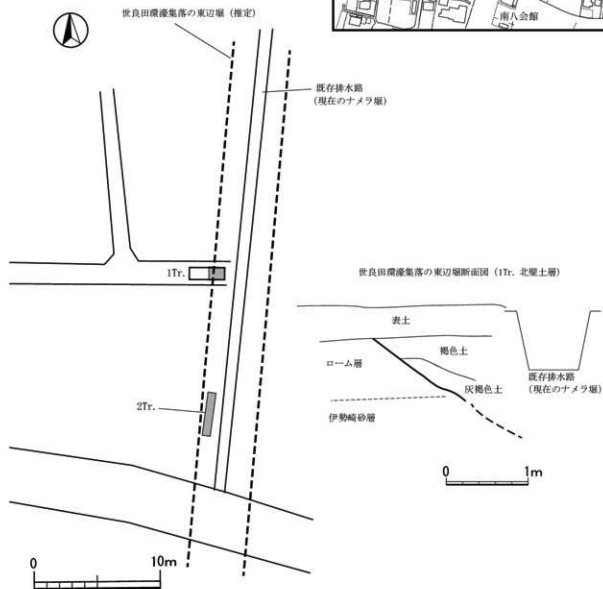 世良田環濠集落の東辺堀（推定）
南八会館
既存排水路
（現在のナメラ堀）
1Tr.
世良田環濠集落の東辺堀断面図（1Tr. 北壁土層）
表土
ローム層
褐色土
灰褐色土
既存排水路
（現在のナメラ堀）
伊勢崎砂層
2Tr.
0
1m
0
10m